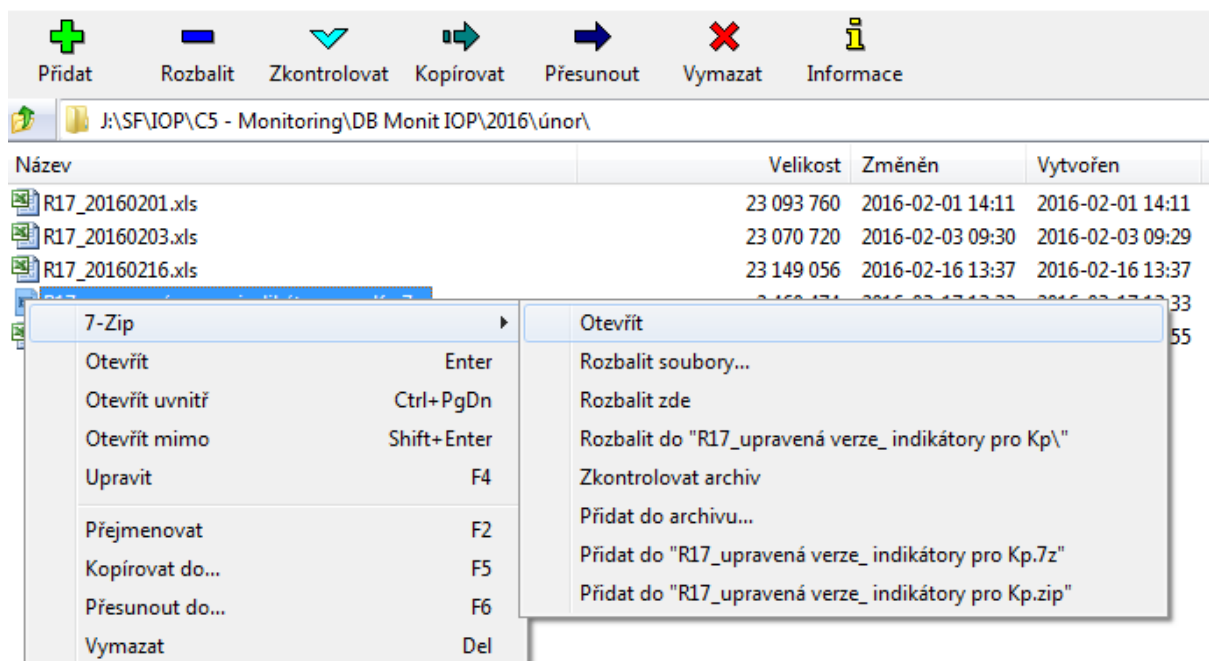 Přidat Rozbalit Zkontrolovat Kopírovat Přesunout Vymazat Informace
J:\SF\IOP\C5 - Monitoring\DB Monit IOP\2016\únor\
Název Velikost Změněn Vytvořen
R17_20160201.xls 23 093 760 2016-02-01 14:11 2016-02-01 14:11
R17_20160203.xls 23 070 720 2016-02-03 09:30 2016-02-03 09:29
R17_20160216.xls 23 149 056 2016-02-16 13:37 2016-02-16 13:37
33
55
7-Zip
Otevřít Enter
Otevřít uvnitř Ctrl+PgDn
Otevřít mimo Shift+Enter
Upravit F4
Přejmenovat F2
Kopírovat do... F5
Přesunout do... F6
Vymazat Del
Otevřít
Rozbalit soubory...
Rozbalit zde
Rozbalit do "R17_upravená verze_ indikátory pro Kp\"
Zkontrolovat archiv
Přidat do archivu...
Přidat do "R17_upravená verze_ indikátory pro Kp.7z"
Přidat do "R17_upravená verze_ indikátory pro Kp.zip"